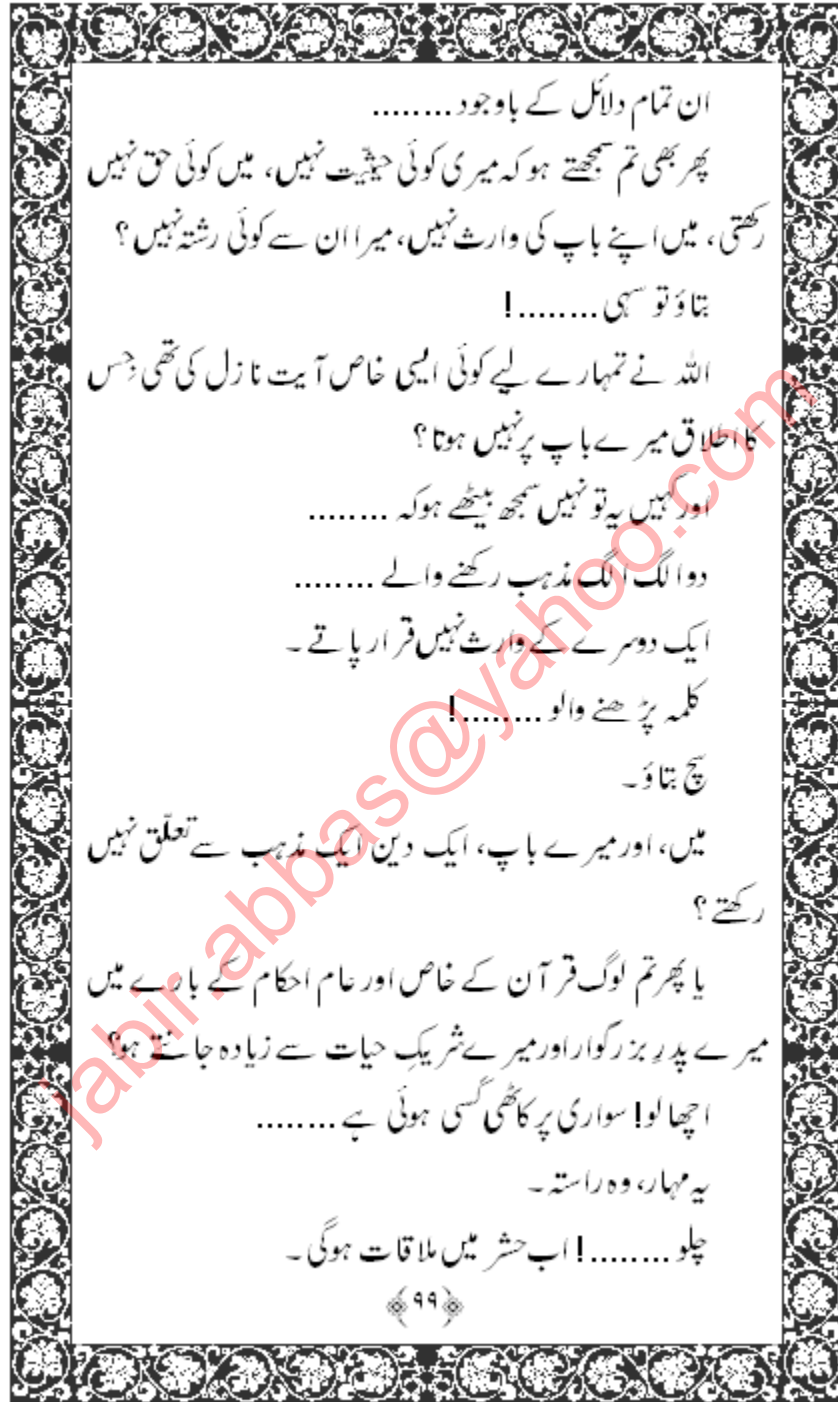 ان تمام دلائل کے باوجود ........
پھر بھی تم سمجھتے ہو کہ میری کوئی حیثیّت نہیں، میں کوئی حق نہیں
رکھتی، میں اپنے باپ کی وارث نہیں، میرا ان سے کوئی رشتہ نہیں؟
بتاؤ تو سہی ........!
اللہ نے تمہارے لیے کوئی ایسی خاص آیت نازل کی تھی جِس
کا اطلاق میرے باپ پر نہیں ہوتا؟
اور کہیں یہ تو نہیں سمجھ بیٹھے ہو کہ ........
دو الگ الگ مذہب رکھنے والے ........
ایک دوسرے کے وارث نہیں قرار پاتے۔
کلمہ پڑھنے والو ........!
سچ بتاؤ۔
میں، اور میرے باپ، ایک دین ایک مذہب سے تعلّق نہیں
رکھتے؟
یا پھر تم لوگ قرآن کے خاص اور عام احکام کے بارے میں
میرے پدرِ بزرگوار اور میرے شریکِ حیات سے زیادہ جانتے ہو؟
اچھا لو! سواری پر کاٹھی کَسی ہوئی ہے ........
یہ مہار، وہ راستہ۔
چلو ........! اب حشر میں ملاقات ہوگی۔
﴿۹۹﴾
jabir.abbas@yahoo.com